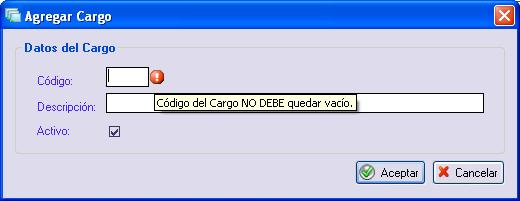 Agregar Cargo
Datos del Cargo
Código:
Código del Cargo NO DEBE quedar vacío.
Descripción:
Activo:
Aceptar
Cancelar